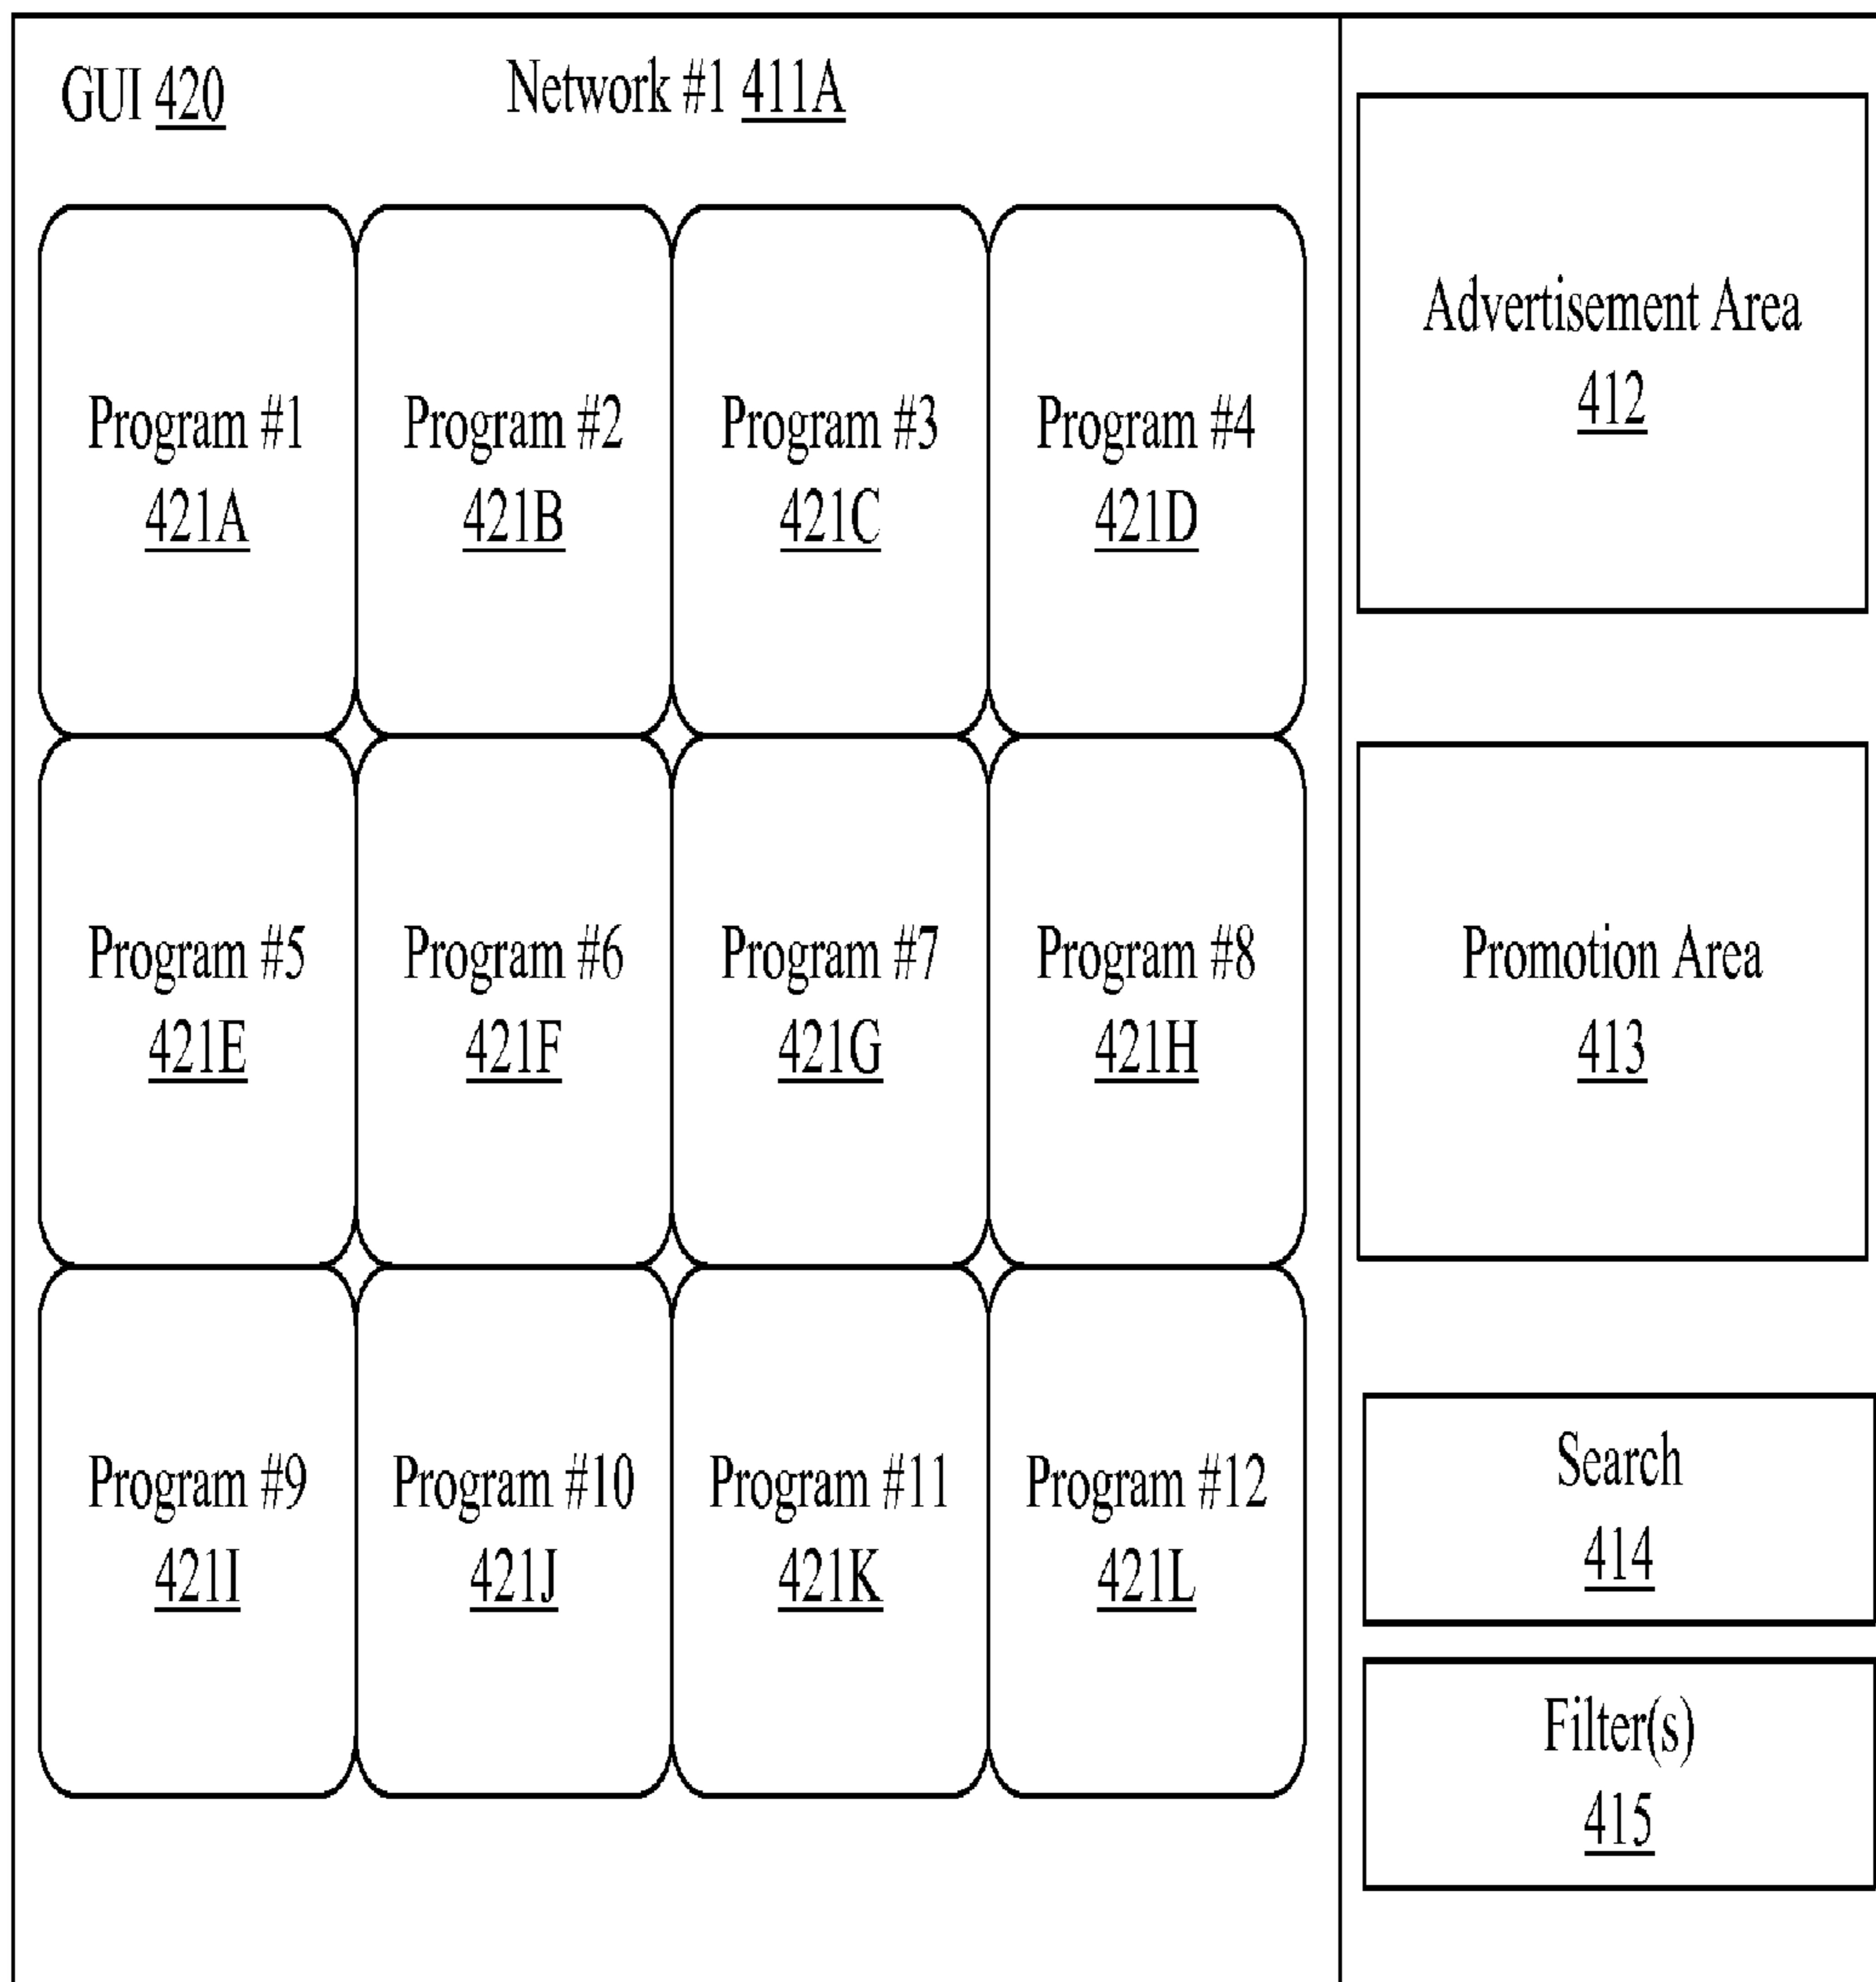 GUI 420
Network #1 411A
Program #1
421A
Program #2
421B
Program #3
421C
Program #4
421D
Program #5
421E
Program #6
421F
Program #7
421G
Program #8
421H
Program #9
421I
Program #10
421J
Program #11
421K
Program #12
421L
Advertisement Area
412
Promotion Area
413
Search
414
Filter(s)
415